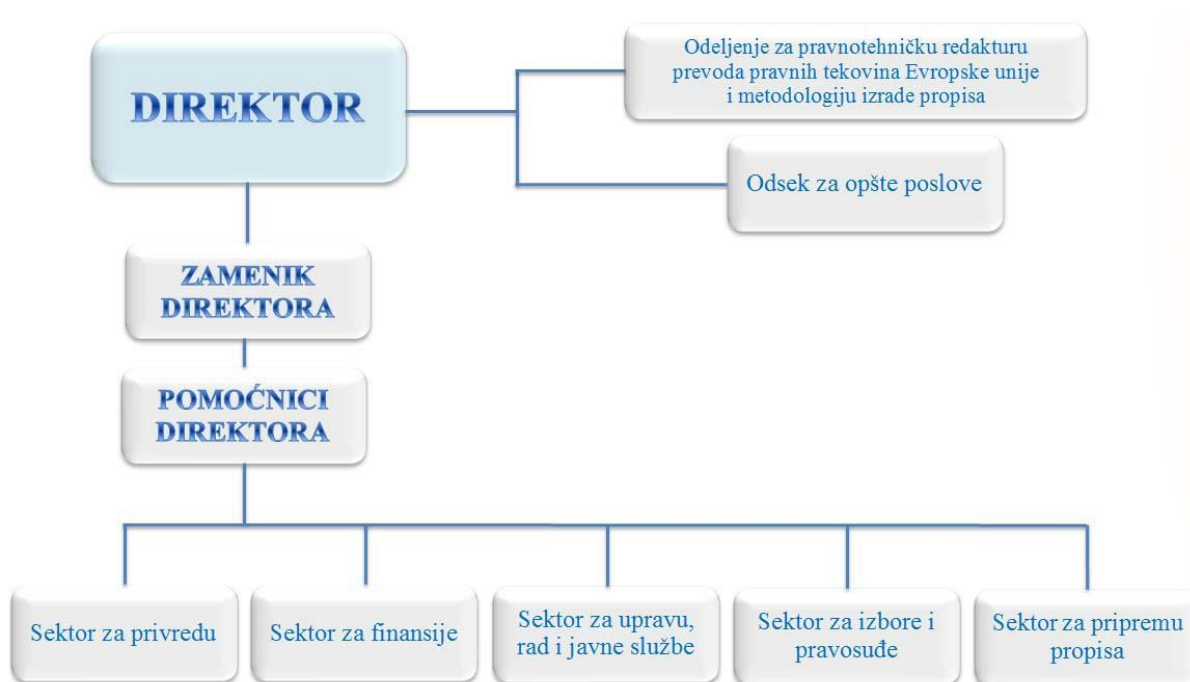 DIREKTOR
Odeljenje za pravnotehničku redakturu
prevoda pravnih tekovina Evropske unije
i metodologiju izrade propisa
Odsek za opšte poslove
ZAMENIK
DIREKTORA
POMOĆNICI
DIREKTORA
Sektor za privredu
Sektor za finansije
Sektor za upravu,
rad i javne službe
Sektor za izbore i
pravosuđe
Sektor za pripremu
propisa